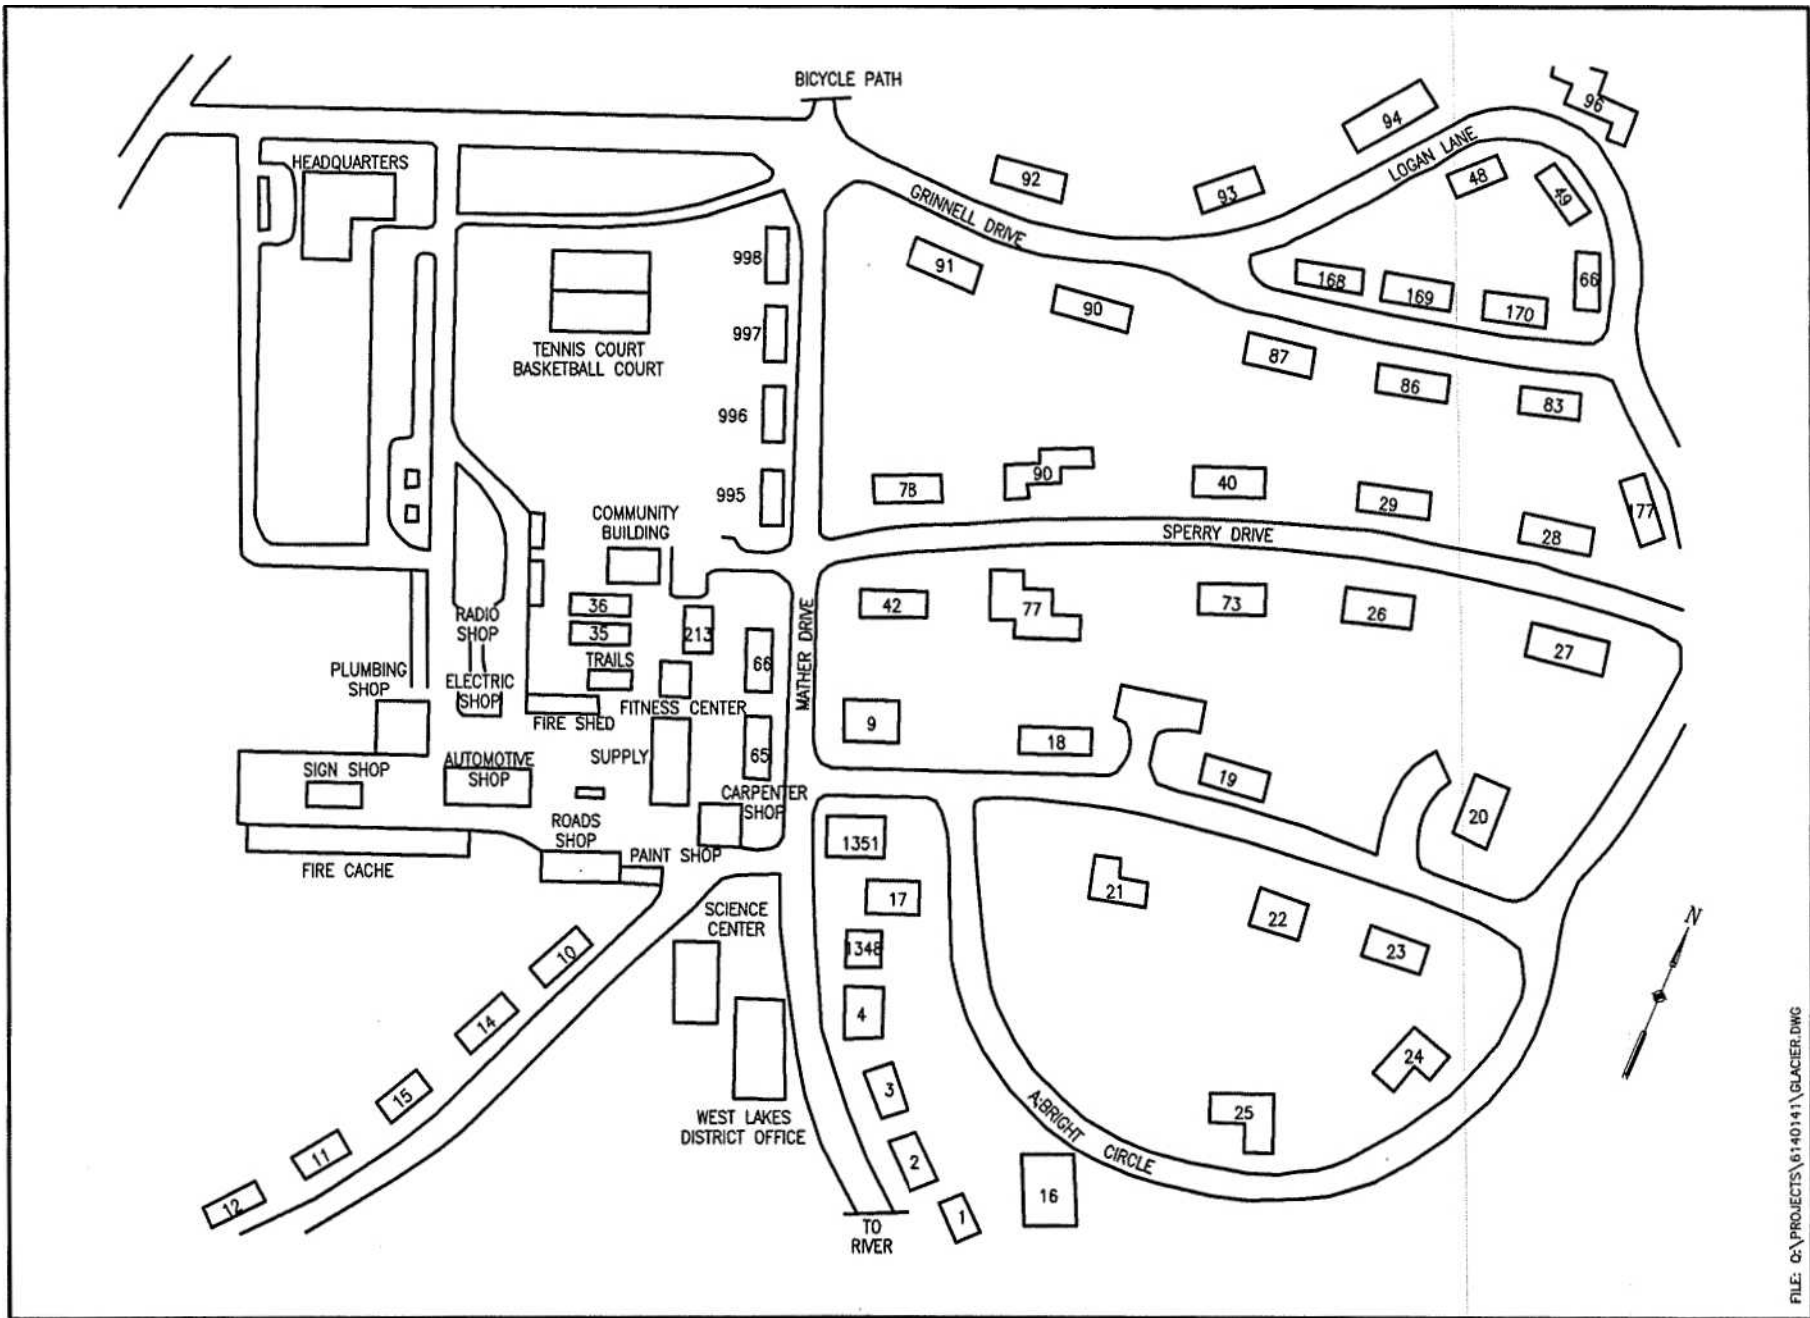 BICYCLE PATH
96
94
HEADQUARTERS
LOGAN LANE
92
48
49
93
GRINNELL DRIVE
998
91
168
169
170
66
90
997
TENNIS COURT
BASKETBALL COURT
87
86
83
996
78
90
40
29
995
177
COMMUNITY
BUILDING
SPERRY DRIVE
28
36
42
77
73
26
RADIO
SHOP
35
213
MATHER DRIVE
27
TRAILS
66
PLUMBING
SHOP
ELECTRIC
SHOP
FIRE SHED
FITNESS CENTER
9
18
SIGN SHOP
AUTOMOTIVE
SHOP
SUPPLY
65
19
CARPENTER
SHOP
20
ROADS
SHOP
1351
FIRE CACHE
PAINT SHOP
21
17
SCIENCE
CENTER
22
N
10
1348
23
14
4
24
15
3
25
A;BRIGHT CIRCLE
WEST LAKES
DISTRICT OFFICE
11
2
16
12
1
TO
RIVER
FILE: Q:\PROJECTS\6140141\GLACIER.DWG